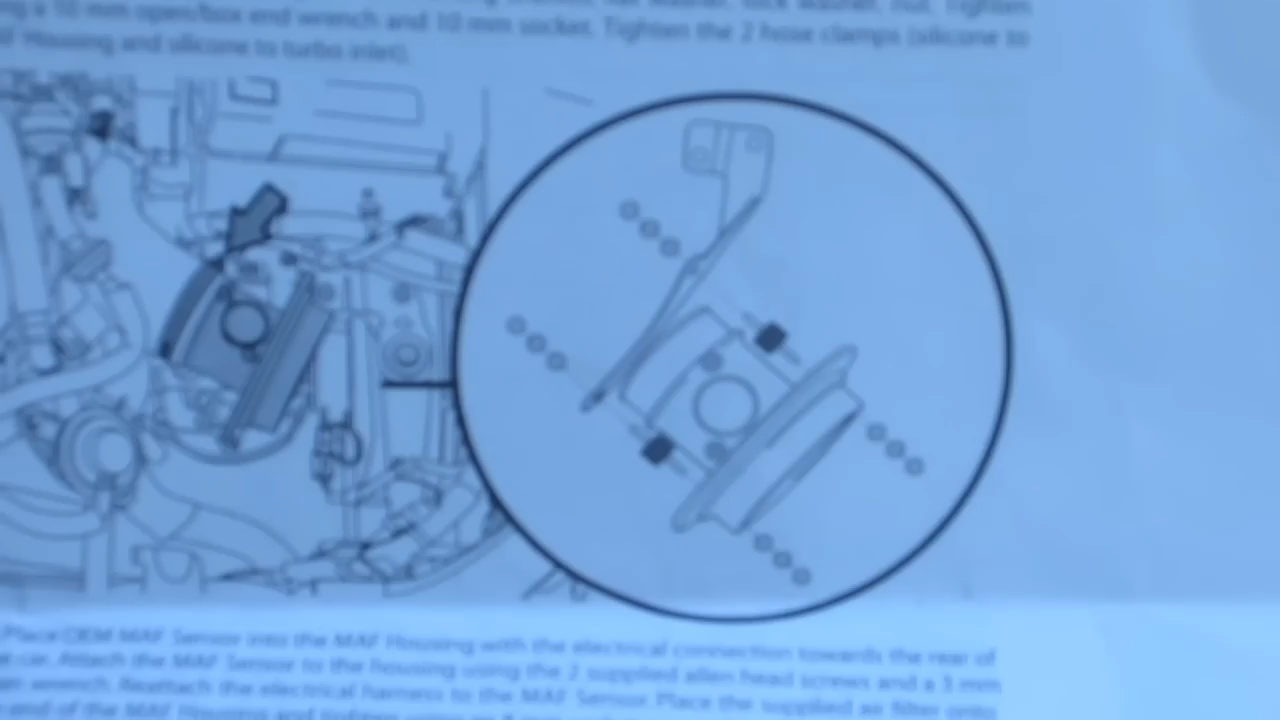 a 10 mm open/box end wrench and 10 mm socket. Tighten the 2 hose clamps (silicone to
Housing and silicone to turbo inlet).
Place OEM MAF Sensor into the MAF Housing with the electrical connection towards the rear of
car. Attach the MAF Sensor to the housing using the 2 supplied allen head screws and a 3 mm
wrench. Reattach the electrical harness to the MAF Sensor. Place the supplied air filter onto
end of the MAF Housing and